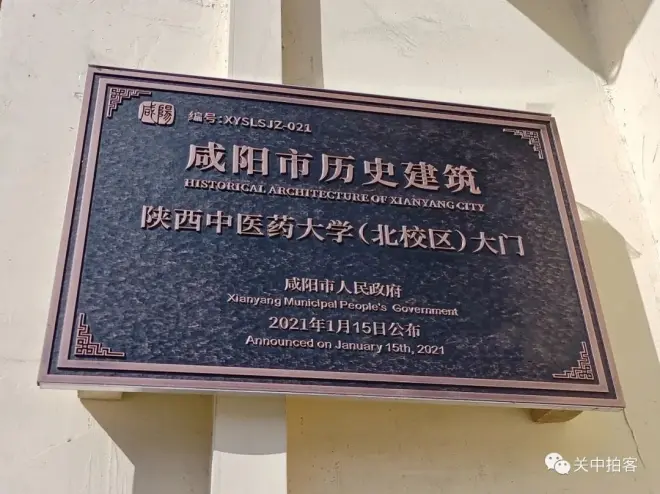 咸陽 编号:XYSLSJZ-021
咸阳市历史建筑
HISTORICAL ARCHITECTURE OF XIANYANG CITY
陕西中医药大学(北校区)大门
咸阳市人民政府
Xianyang Municipal People's Government
2021年1月15日公布
Announced on January 15th, 2021
关中拍客